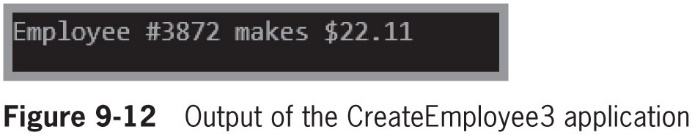 Employee #3872 makes $22.11
Figure 9-12 Output of the CreateEmployee3 application